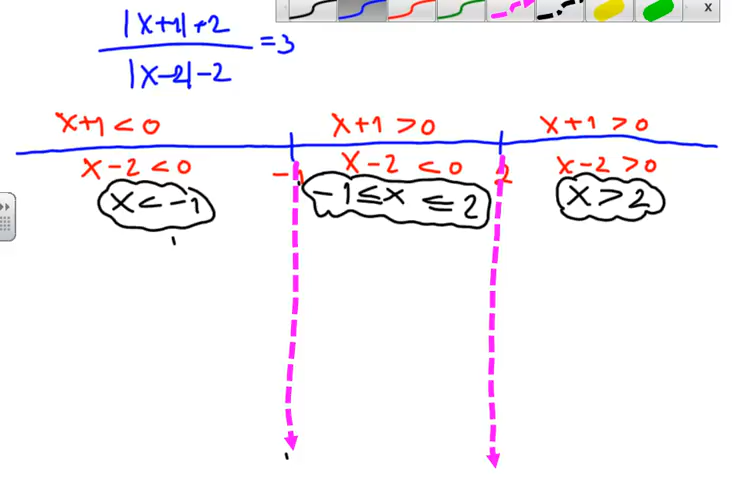 |x+1|+2
|x-2|-2
=3
x+1 < 0
x+1 > 0
x+1 > 0
x-2 < 0
-1
x-2 < 0
2
x-2 > 0
x < -1
-1 ≤ x ≤ 2
x > 2
x